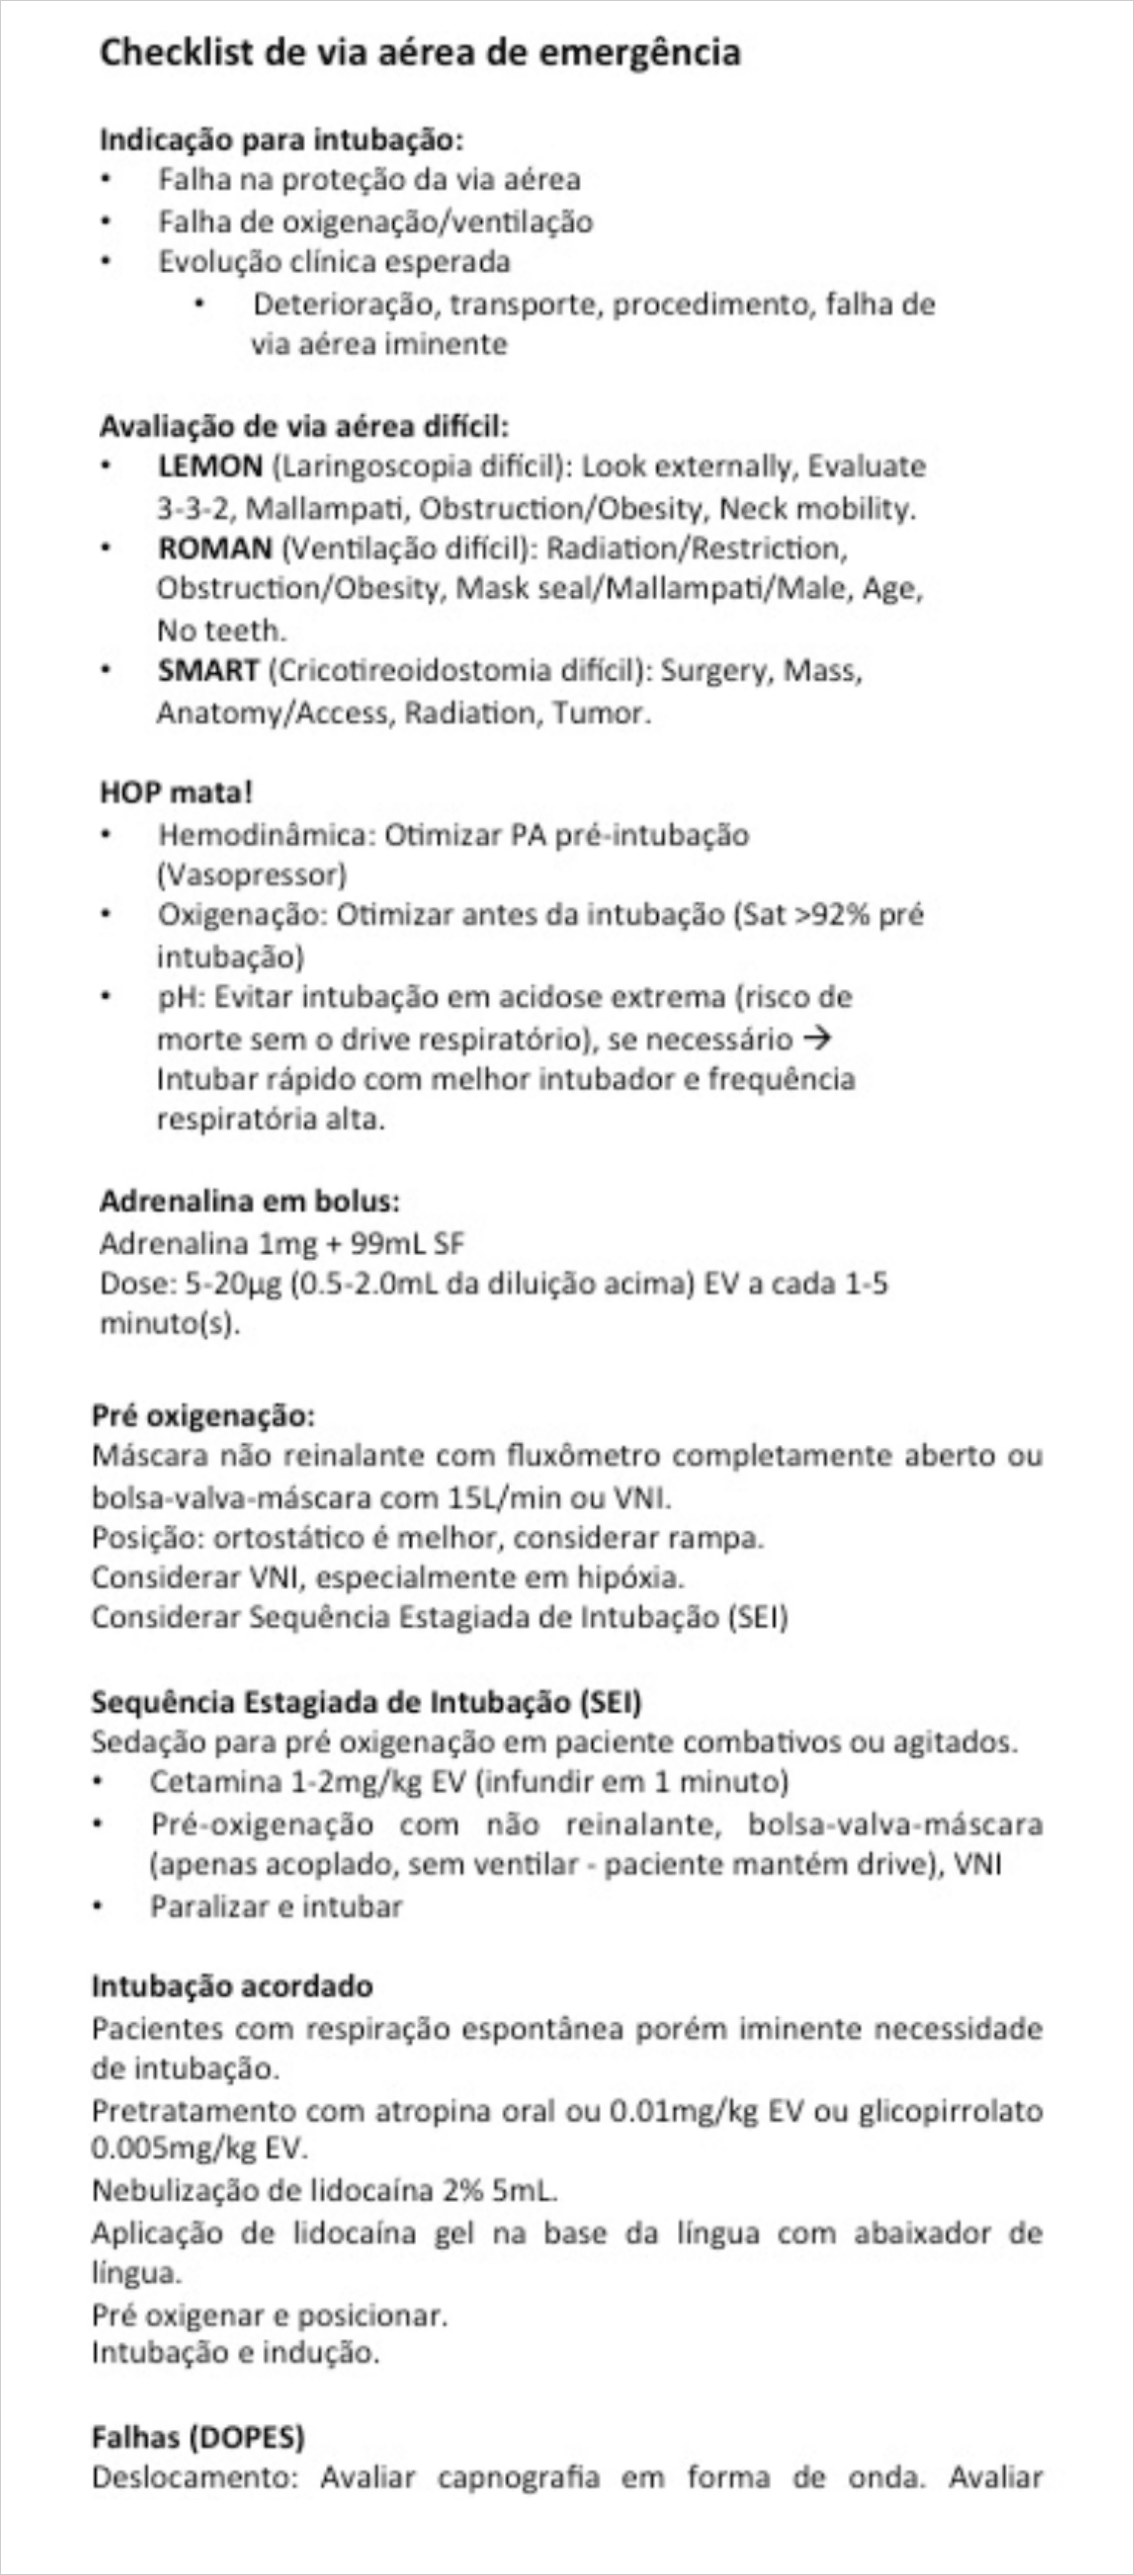 Checklist de via aérea de emergência
Indicação para intubação:
• Falha na proteção da via aérea
• Falha de oxigenação/ventilação
• Evolução clínica esperada
• Deterioração, transporte, procedimento, falha de
via aérea iminente
Avaliação de via aérea difícil:
• LEMON (Laringoscopia difícil): Look externally, Evaluate
3-3-2, Mallampati, Obstruction/Obesity, Neck mobility.
• ROMAN (Ventilação difícil): Radiation/Restriction,
Obstruction/Obesity, Mask seal/Mallampati/Male, Age,
No teeth.
• SMART (Cricotireoidostomia difícil): Surgery, Mass,
Anatomy/Access, Radiation, Tumor.
HOP mata!
• Hemodinâmica: Otimizar PA pré-intubação
(Vasopressor)
• Oxigenação: Otimizar antes da intubação (Sat >92% pré
intubação)
• pH: Evitar intubação em acidose extrema (risco de
morte sem o drive respiratório), se necessário →
Intubar rápido com melhor intubador e frequência
respiratória alta.
Adrenalina em bolus:
Adrenalina 1mg + 99mL SF
Dose: 5-20µg (0.5-2.0mL da diluição acima) EV a cada 1-5
minuto(s).
Pré oxigenação:
Máscara não reinalante com fluxômetro completamente aberto ou
bolsa-valva-máscara com 15L/min ou VNI.
Posição: ortostático é melhor, considerar rampa.
Considerar VNI, especialmente em hipóxia.
Considerar Sequência Estagiada de Intubação (SEI)
Sequência Estagiada de Intubação (SEI)
Sedação para pré oxigenação em paciente combativos ou agitados.
• Cetamina 1-2mg/kg EV (infundir em 1 minuto)
• Pré-oxigenação com não reinalante, bolsa-valva-máscara
(apenas acoplado, sem ventilar - paciente mantém drive), VNI
• Paralizar e intubar
Intubação acordado
Pacientes com respiração espontânea porém iminente necessidade
de intubação.
Pretratamento com atropina oral ou 0.01mg/kg EV ou glicopirrolato
0.005mg/kg EV.
Nebulização de lidocaína 2% 5mL.
Aplicação de lidocaína gel na base da língua com abaixador de
língua.
Pré oxigenar e posicionar.
Intubação e indução.
Falhas (DOPES)
Deslocamento: Avaliar capnografia em forma de onda. Avaliar